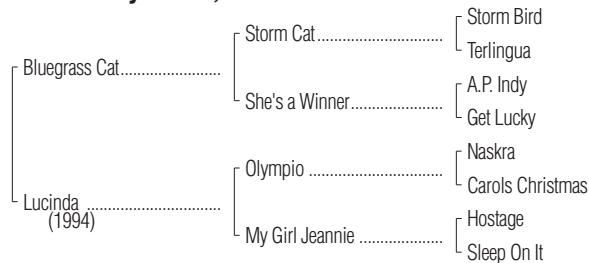 Storm Bird
Storm Cat
Terlingua
Bluegrass Cat
A.P. Indy
She's a Winner
Get Lucky
Naskra
Olympio
Carols Christmas
Lucinda
(1994)
Hostage
My Girl Jeannie
Sleep On It